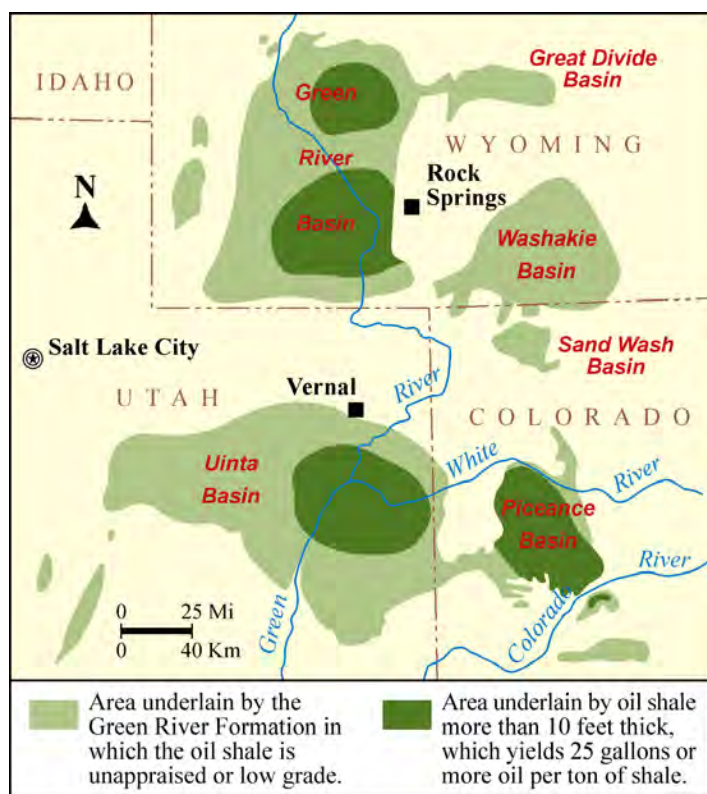 IDAHO
Great Divide
Basin
Green
WYOMING
River
N
Rock
Springs
Basin
Washakie
Basin
Salt Lake City
Sand Wash
Basin
Vernal
River
UTAH
COLORADO
Uinta
Basin
White
River
Piceance
Basin
River
0 25 Mi
0 40 Km
Green
Colorado
Area underlain by the
Green River Formation in
which the oil shale is
unappraised or low grade.
Area underlain by oil shale
more than 10 feet thick,
which yields 25 gallons or
more oil per ton of shale.